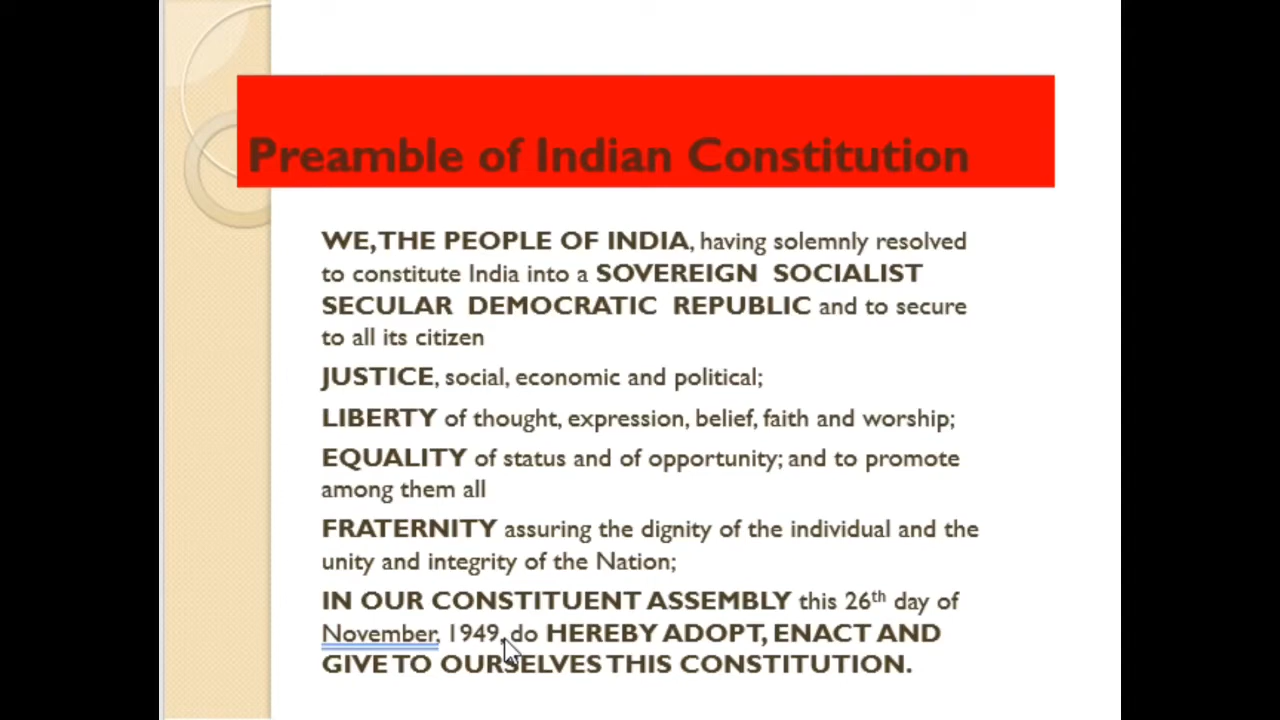 Preamble of Indian Constitution
WE, THE PEOPLE OF INDIA, having solemnly resolved
to constitute India into a SOVEREIGN SOCIALIST
SECULAR DEMOCRATIC REPUBLIC and to secure
to all its citizen
JUSTICE, social, economic and political;
LIBERTY of thought, expression, belief, faith and worship;
EQUALITY of status and of opportunity; and to promote
among them all
FRATERNITY assuring the dignity of the individual and the
unity and integrity of the Nation;
IN OUR CONSTITUENT ASSEMBLY this 26th day of
November, 1949, do HEREBY ADOPT, ENACT AND
GIVE TO OURSELVES THIS CONSTITUTION.